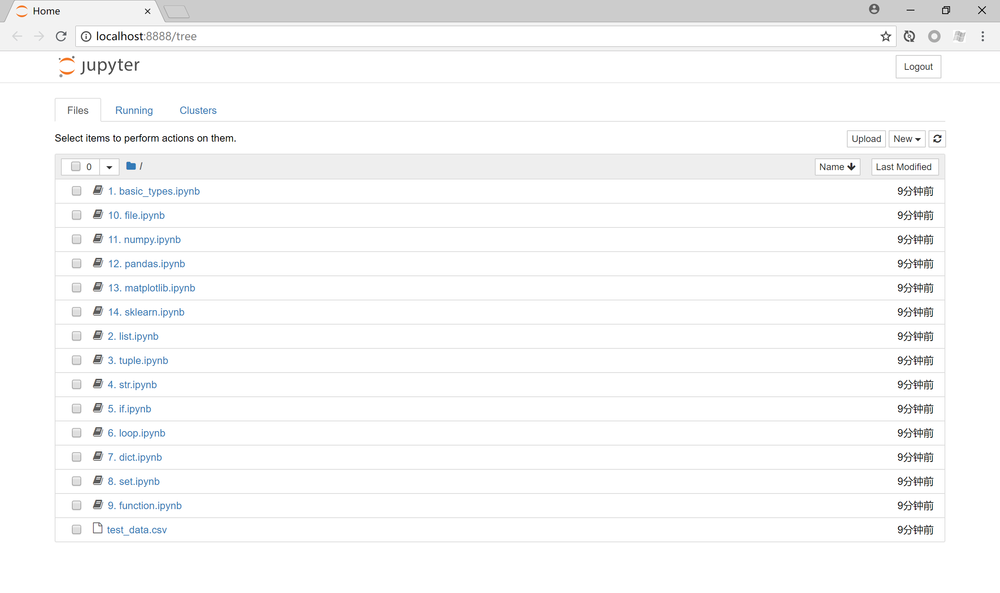 Home
localhost:8888/tree
jupyter
Logout
Files Running Clusters
Select items to perform actions on them.
Upload New
0 / Name Last Modified
1. basic_types.ipynb 9分钟前
10. file.ipynb 9分钟前
11. numpy.ipynb 9分钟前
12. pandas.ipynb 9分钟前
13. matplotlib.ipynb 9分钟前
14. sklearn.ipynb 9分钟前
2. list.ipynb 9分钟前
3. tuple.ipynb 9分钟前
4. str.ipynb 9分钟前
5. if.ipynb 9分钟前
6. loop.ipynb 9分钟前
7. dict.ipynb 9分钟前
8. set.ipynb 9分钟前
9. function.ipynb 9分钟前
test_data.csv 9分钟前